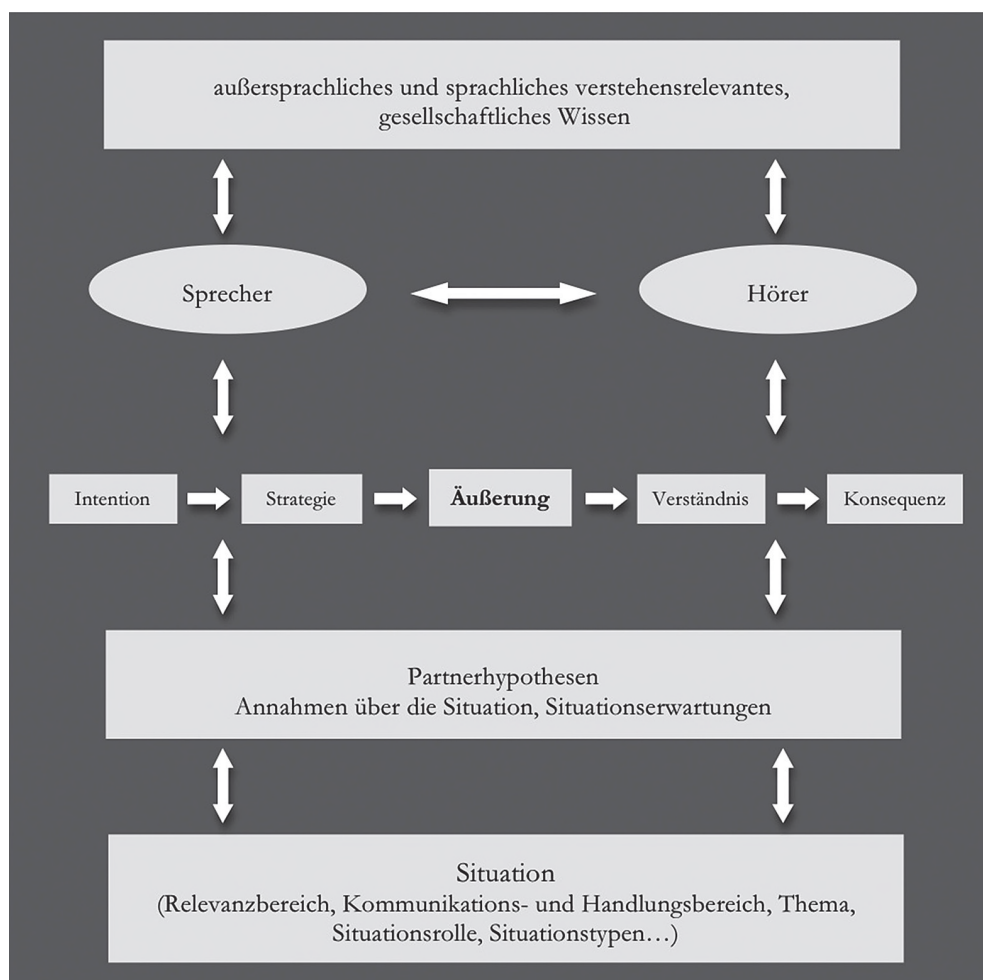 außersprachliches und sprachliches verstehensrelevantes,
gesellschaftliches Wissen
Sprecher
Hörer
Intention
Strategie
Äußerung
Verständnis
Konsequenz
Partnerhypothesen
Annahmen über die Situation, Situationserwartungen
Situation
(Relevanzbereich, Kommunikations- und Handlungsbereich, Thema,
Situationsrolle, Situationstypen…)